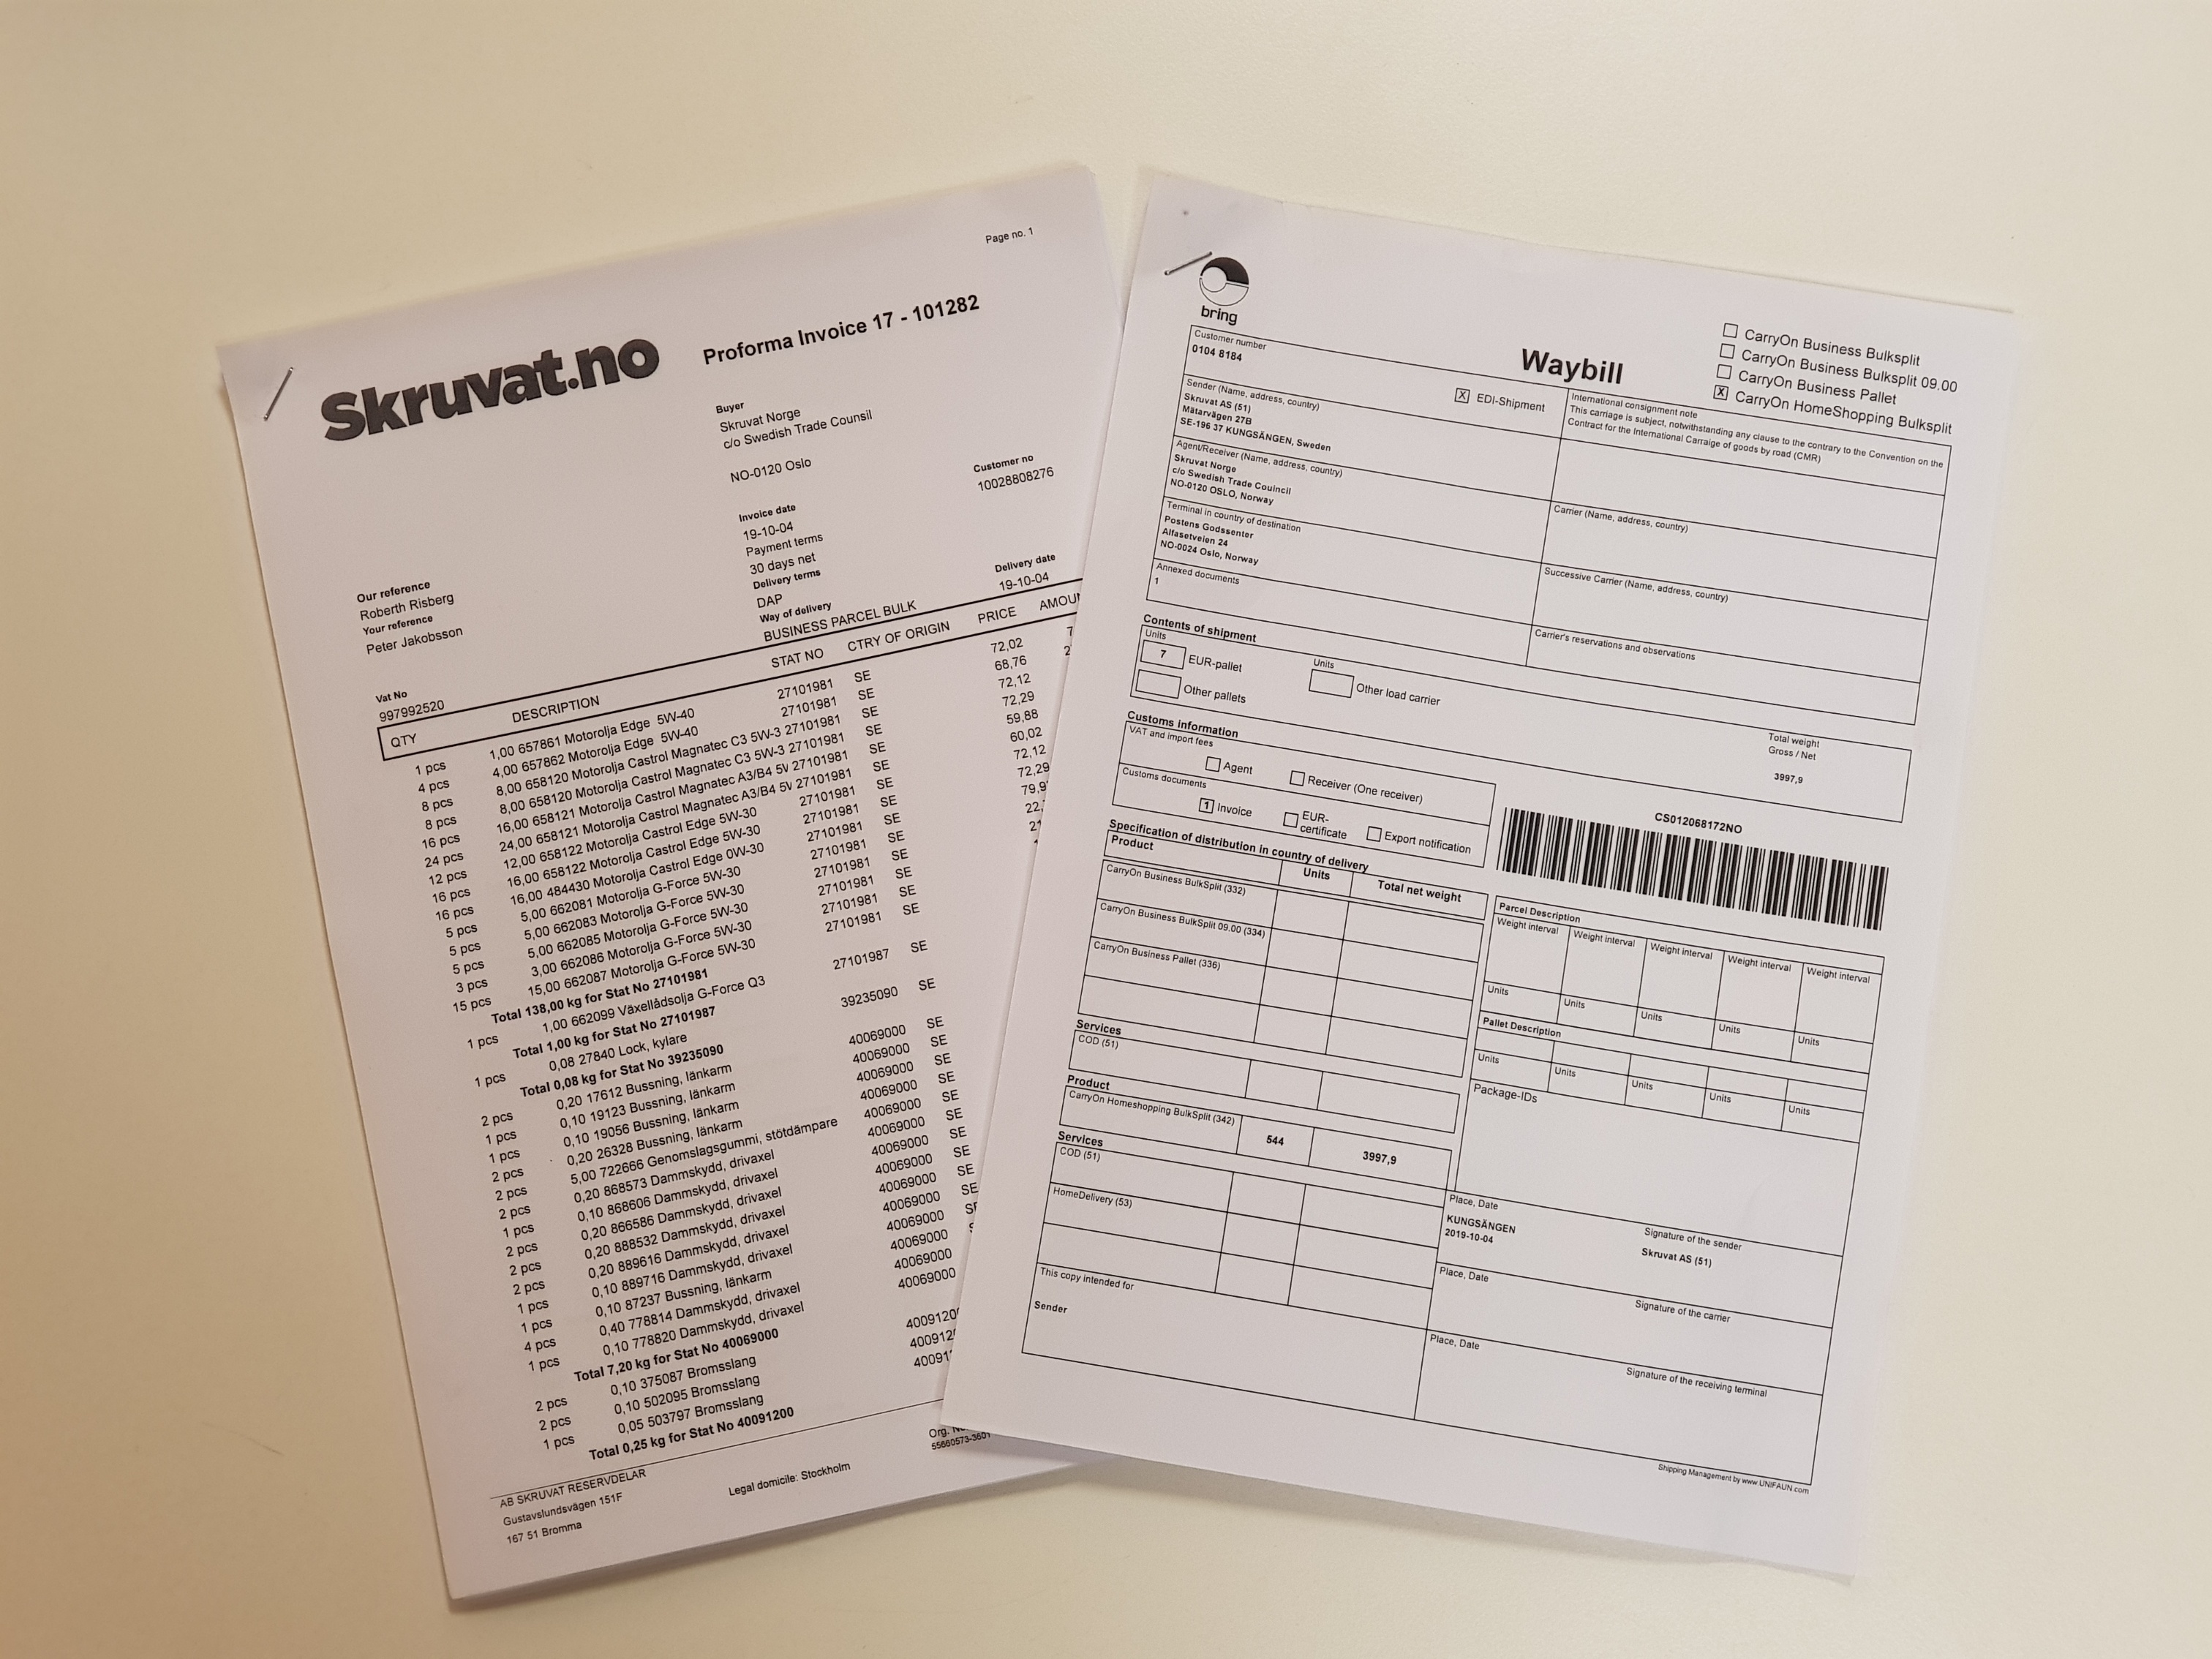 Page no. 1
Skruvat.no
Proforma Invoice 17 - 101282
Buyer
Skruvat Norge
c/o Swedish Trade Counsil
NO-0120 Oslo
Customer no
10028808276
Invoice date
19-10-04
Payment terms
30 days net
Delivery terms
DAP
Way of delivery
BUSINESS PARCEL BULK
Delivery date
19-10-04
Our reference
Roberth Risberg
Your reference
Peter Jakobsson
Vat No
997992520
QTY DESCRIPTION STAT NO CTRY OF ORIGIN PRICE
1 pcs 1,00 657861 Motorolja Edge 5W-40 27101981 SE 72,02
4 pcs 4,00 657862 Motorolja Edge 5W-40 27101981 SE 68,76
8 pcs 8,00 658120 Motorolja Castrol Magnatec C3 5W-3 27101981 SE 72,12
8 pcs 8,00 658120 Motorolja Castrol Magnatec C3 5W-3 27101981 SE 72,29
16 pcs 16,00 658121 Motorolja Castrol Magnatec A3/B4 5W 27101981 SE 59,88
24 pcs 24,00 658121 Motorolja Castrol Magnatec A3/B4 5W 27101981 SE 60,02
12 pcs 12,00 658122 Motorolja Castrol Edge 5W-30 27101981 SE 72,12
16 pcs 16,00 658122 Motorolja Castrol Edge 5W-30 27101981 SE 72,29
16 pcs 16,00 484430 Motorolja Castrol Edge 0W-30 27101981 SE
5 pcs 5,00 662081 Motorolja G-Force 5W-30 27101981 SE
5 pcs 5,00 662083 Motorolja G-Force 5W-30 27101981 SE
5 pcs 5,00 662085 Motorolja G-Force 5W-30 27101981 SE
3 pcs 3,00 662086 Motorolja G-Force 5W-30 27101981 SE
15 pcs 15,00 662087 Motorolja G-Force 5W-30 27101981 SE
Total 138,00 kg for Stat No 27101981
1 pcs 1,00 662099 Växellådsolja G-Force Q3 27101987 SE
Total 1,00 kg for Stat No 27101987
1 pcs 0,08 27840 Lock, kylare 39235090 SE
Total 0,08 kg for Stat No 39235090
2 pcs 0,20 17612 Bussning, länkarm 40069000 SE
1 pcs 0,10 19123 Bussning, länkarm 40069000 SE
1 pcs 0,10 19056 Bussning, länkarm 40069000 SE
2 pcs 0,20 26328 Bussning, länkarm 40069000 SE
2 pcs 5,00 722666 Genomslagsgummi, stötdämpare 40069000 SE
2 pcs 0,20 868573 Dammskydd, drivaxel 40069000 SE
1 pcs 0,10 868606 Dammskydd, drivaxel 40069000 SE
2 pcs 0,20 866586 Dammskydd, drivaxel 40069000 SE
2 pcs 0,20 888532 Dammskydd, drivaxel 40069000 SE
2 pcs 0,20 889616 Dammskydd, drivaxel 40069000 SE
1 pcs 0,10 889716 Dammskydd, drivaxel 40069000
1 pcs 0,10 87237 Bussning, länkarm 40069000
4 pcs 0,40 778814 Dammskydd, drivaxel 40069000
1 pcs 0,10 778820 Dammskydd, drivaxel 40069000
Total 7,20 kg for Stat No 40069000
2 pcs 0,10 375087 Bromsslang
2 pcs 0,10 502095 Bromsslang
1 pcs 0,05 503797 Bromsslang
Total 0,25 kg for Stat No 40091200
AB SKRUVAT RESERVDELAR
Gustavslundsvägen 151F
167 51 Bromma
Legal domicile: Stockholm
Org.
55660573-3601
bring
Waybill
CarryOn Business Bulksplit
CarryOn Business Bulksplit 09.00
CarryOn Business Pallet
X CarryOn HomeShopping Bulksplit
Customer number
0104 8184
X EDI-Shipment
Sender (Name, address, country)
Skruvat AS (51)
Mätarvägen 27B
SE-196 37 KUNGSÄNGEN, Sweden
International consignment note
This carriage is subject, notwithstanding any clause to the contrary to the Convention on the
Contract for the International Carraige of goods by road (CMR)
Agent/Receiver (Name, address, country)
Skruvat Norge
c/o Swedish Trade Couincil
NO-0120 OSLO, Norway
Carrier (Name, address, country)
Terminal in country of destination
Postens Godssenter
Alfasetveien 24
NO-0024 Oslo, Norway
Successive Carrier (Name, address, country)
Annexed documents
1
Carrier's reservations and observations
Contents of shipment
Units
7 EUR-pallet
Other pallets
Units
Other load carrier
Total weight
Gross / Net
3997,9
Customs information
VAT and import fees
Agent
Receiver (One receiver)
Customs documents
1 Invoice
EUR-
certificate
Export notification
CS012068172NO
Specification of distribution in country of delivery
Product Units Total net weight
CarryOn Business BulkSplit (332)
CarryOn Business BulkSplit 09.00 (334)
CarryOn Business Pallet (336)
Services
COD (51)
Product
CarryOn Homeshopping BulkSplit (342) 544 3997,9
Services
COD (51)
HomeDelivery (53)
This copy intended for
Sender
Parcel Description
Weight interval Weight interval Weight interval Weight interval Weight interval
Units Units Units Units Units
Pallet Description
Units Units Units Units Units
Package-IDs
Place, Date
KUNGSÄNGEN
2019-10-04
Signature of the sender
Skruvat AS (51)
Place, Date
Signature of the carrier
Place, Date
Signature of the receiving terminal
Shipping Management by www.UNIFAUN.com